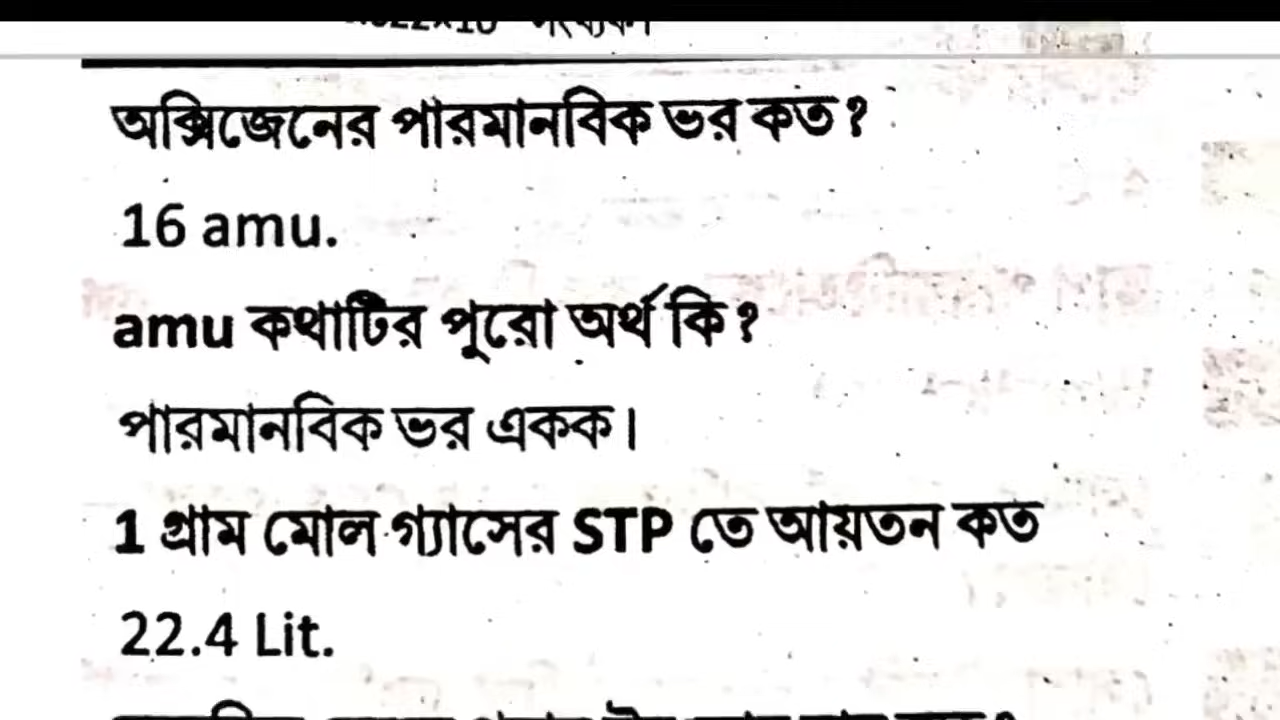 অক্সিজেনের পারমানবিক ভর কত?
16 amu.
amu কথাটির পুরো অর্থ কি?
পারমানবিক ভর একক।
1 গ্রাম মোল গ্যাসের STP তে আয়তন কত
22.4 Lit.